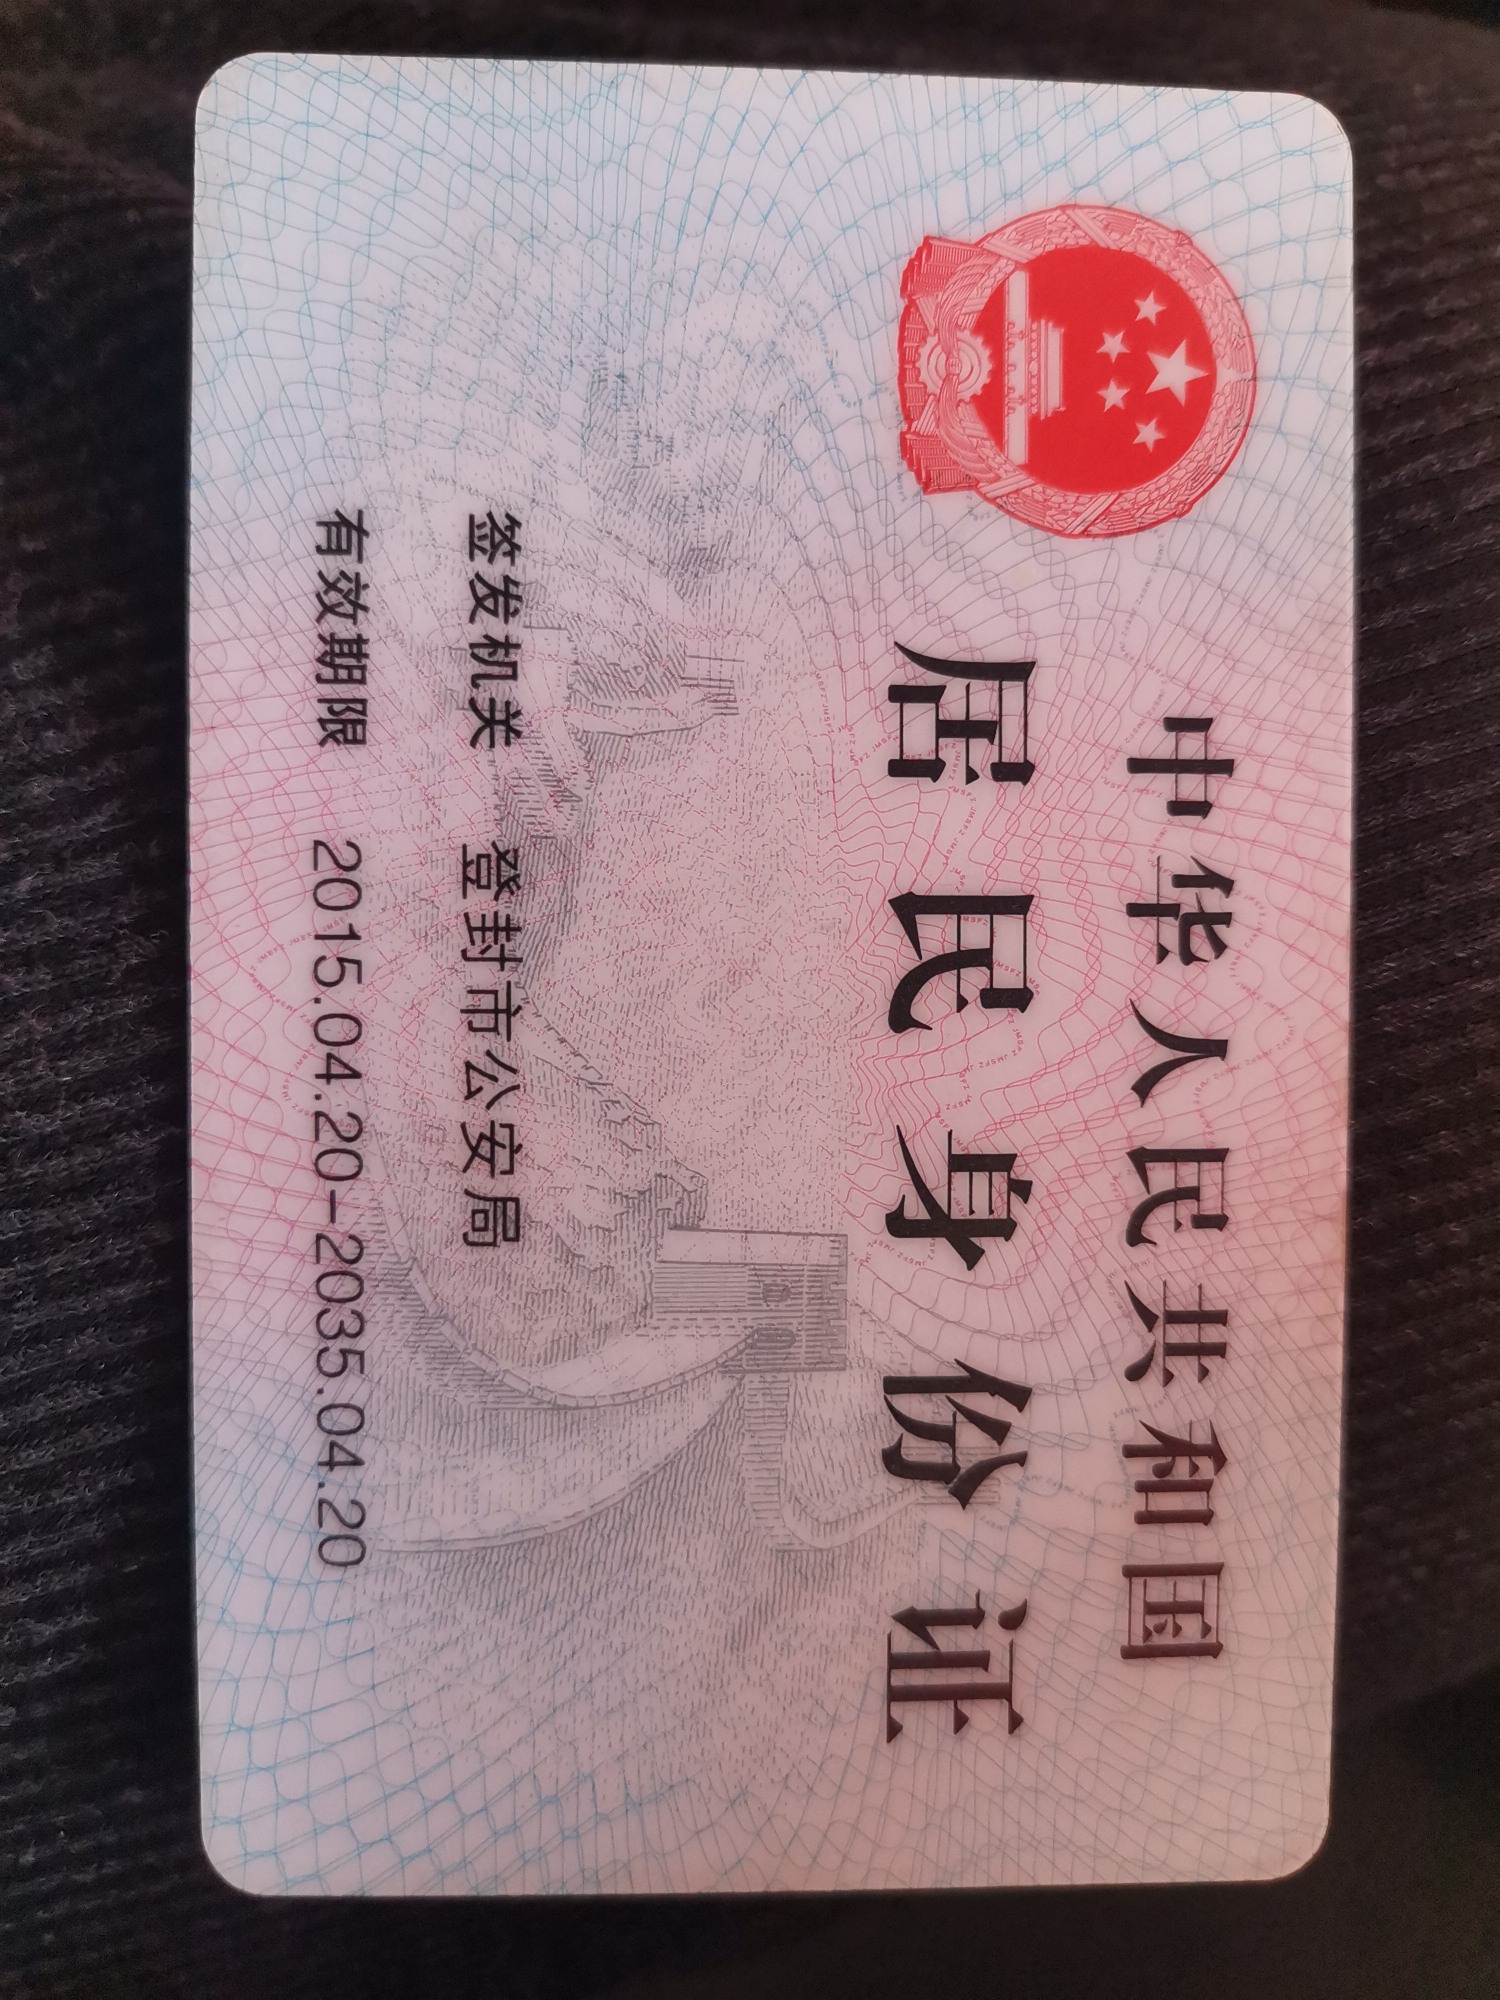 中华人民共和国
居民身份证
签发机关 登封市公安局
有效期限 2015.04.20-2035.04.20